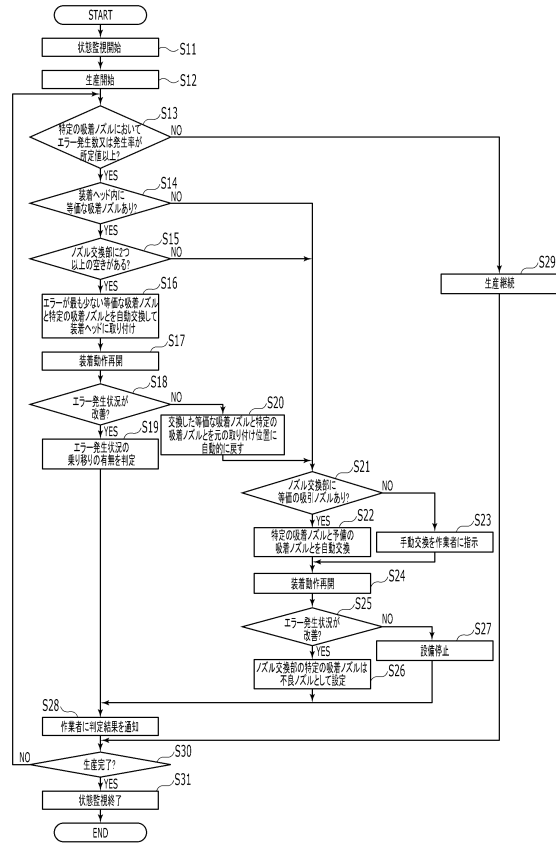 START
状態監視開始
S11
生産開始
S12
S13
特定の吸着ノズルにおいて
エラー発生数又は発生率が
所定値以上?
NO
YES
S14
装着ヘッド内に
等価な吸着ノズルあり?
NO
YES
S15
ノズル交換部に2つ
以上の空きがある?
NO
YES
S16
エラーが最も少ない等価な吸着ノズル
と特定の吸着ノズルとを自動交換して
装着ヘッドに取り付け
S17
装着動作再開
S18
エラー発生状況が
改善?
NO
YES
S19
エラー発生状況の
乗り移りの有無を判定
S20
交換した等価な吸着ノズルと特定の
吸着ノズルとを元の取り付け位置に
自動的に戻す
S29
生産継続
S21
ノズル交換部に
等価の吸引ノズルあり?
NO
YES
S22
特定の吸着ノズルと予備の
吸着ノズルとを自動交換
S23
手動交換を作業者に指示
S24
装着動作再開
S25
エラー発生状況が
改善?
NO
YES
S26
ノズル交換部の特定の吸着ノズルは
不良ノズルとして設定
S27
設備停止
S28
作業者に判定結果を通知
S30
生産完了?
NO
YES
S31
状態監視終了
END